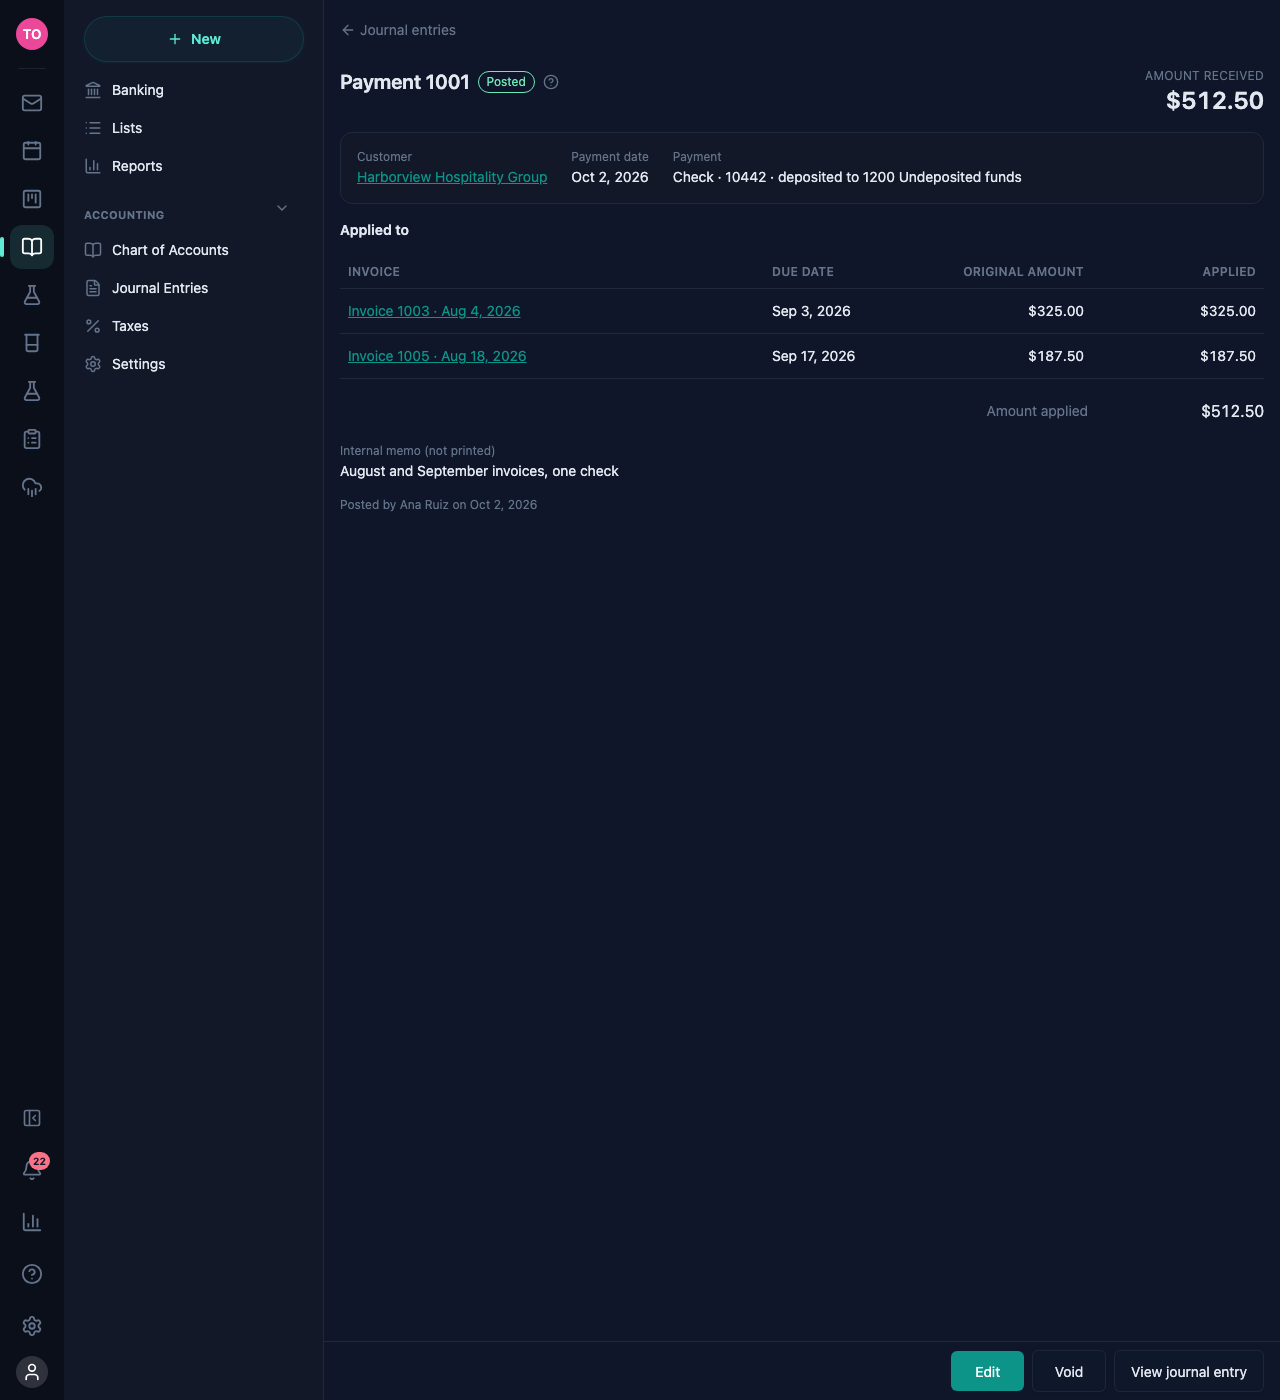 TO
New
Banking
Lists
Reports
ACCOUNTING
Chart of Accounts
Journal Entries
Taxes
Settings
22
Journal entries
Payment 1001 Posted
AMOUNT RECEIVED
$512.50
Customer Payment date Payment
Harborview Hospitality Group Oct 2, 2026 Check · 10442 · deposited to 1200 Undeposited funds
Applied to
INVOICE DUE DATE ORIGINAL AMOUNT APPLIED
Invoice 1003 · Aug 4, 2026 Sep 3, 2026 $325.00 $325.00
Invoice 1005 · Aug 18, 2026 Sep 17, 2026 $187.50 $187.50
Amount applied $512.50
Internal memo (not printed)
August and September invoices, one check
Posted by Ana Ruiz on Oct 2, 2026
Edit Void View journal entry